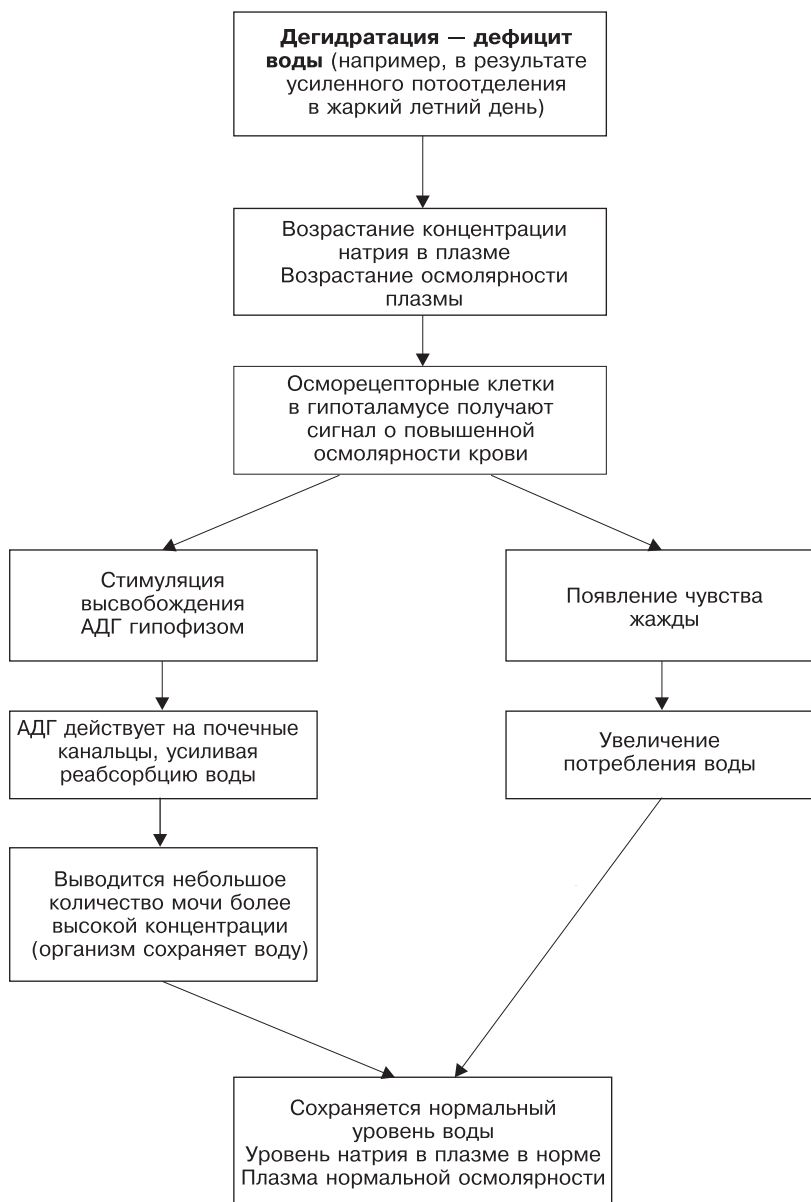 Дегидратация — дефицит
воды (например, в результате
усиленного потоотделения
в жаркий летний день)
Возрастание концентрации
натрия в плазме
Возрастание осмолярности
плазмы
Осморецепторные клетки
в гипоталамусе получают
сигнал о повышенной
осмолярности крови
Стимуляция
высвобождения
АДГ гипофизом
Появление чувства
жажды
АДГ действует на почечные
канальцы, усиливая
реабсорбцию воды
Увеличение
потребления воды
Выводится небольшое
количество мочи более
высокой концентрации
(организм сохраняет воду)
Сохраняется нормальный
уровень воды
Уровень натрия в плазме в норме
Плазма нормальной осмолярности